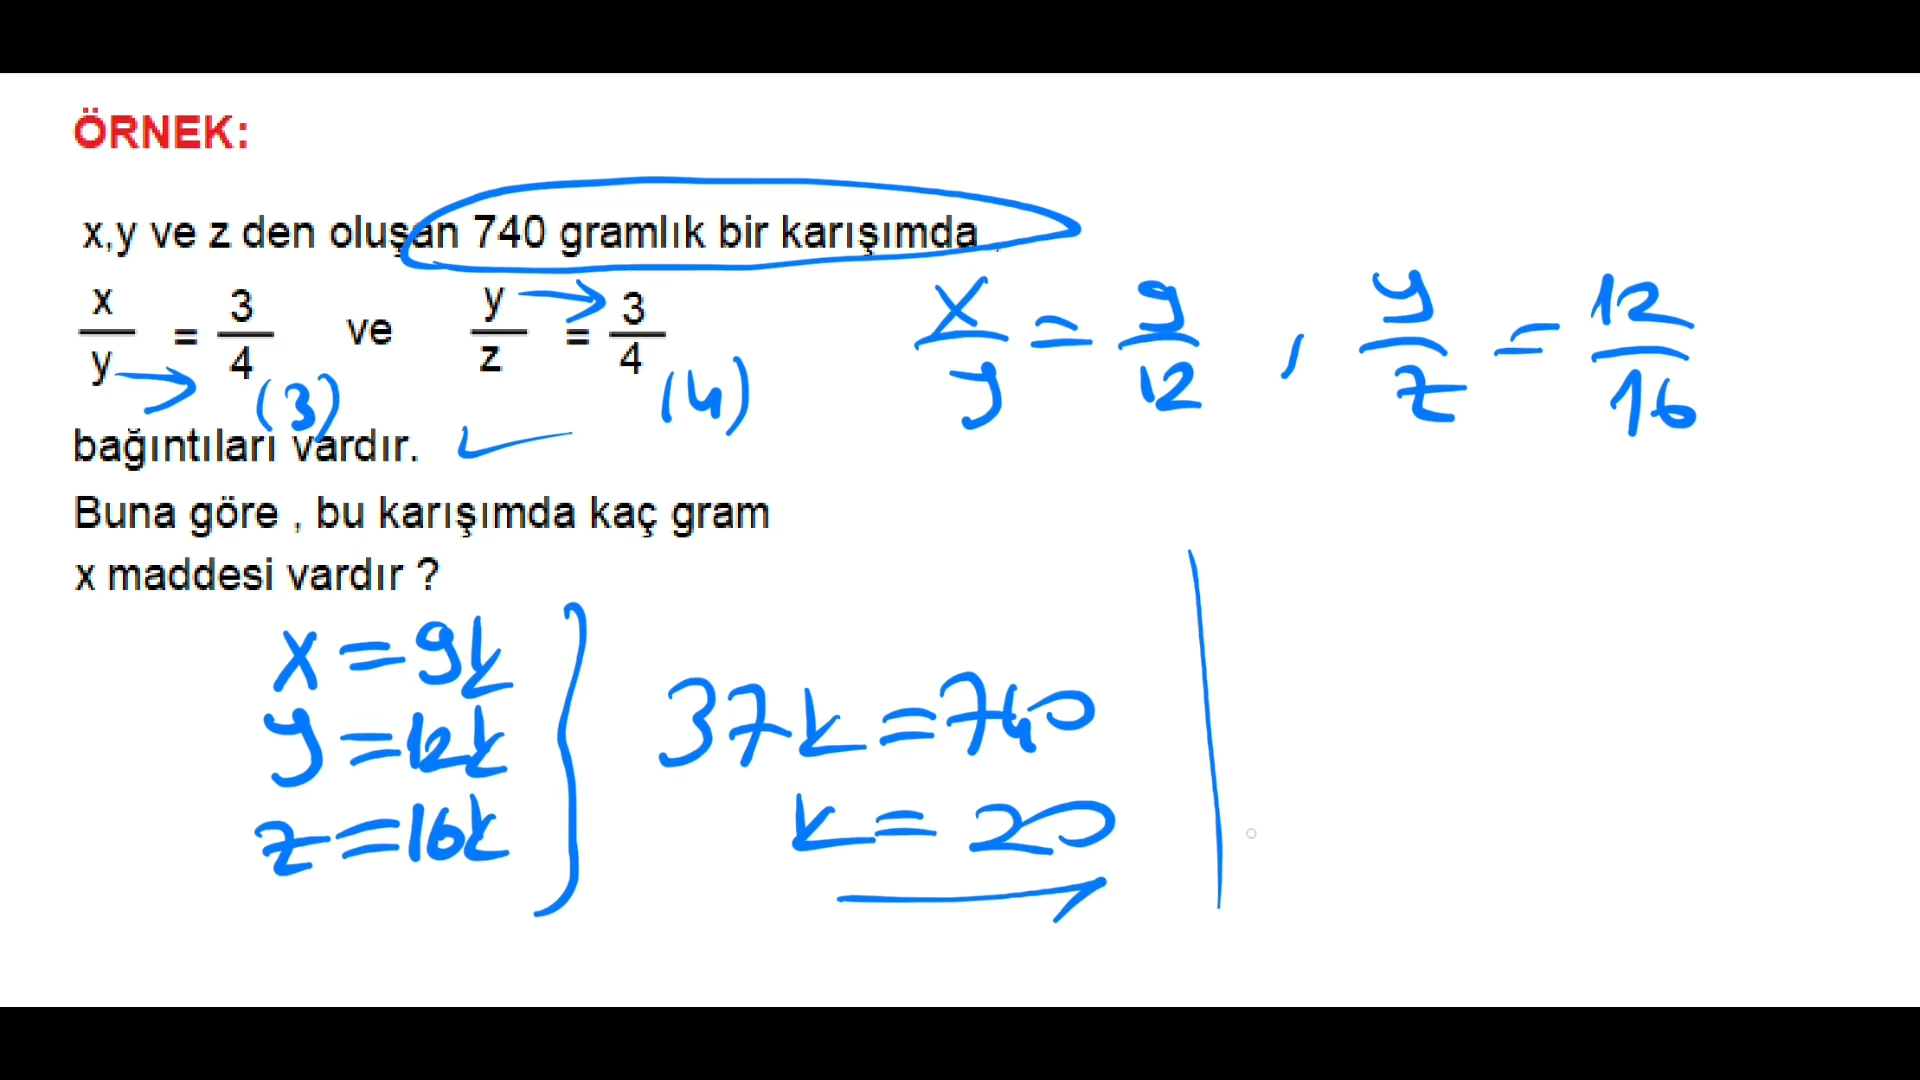 ÖRNEK:
x,y ve z den oluşan 740 gramlık bir karışımda ,
x/y = 3/4 ve y/z = 3/4
(3) (4)
x/y = 9/12 , y/z = 12/16
bağıntıları vardır.
Buna göre , bu karışımda kaç gram
x maddesi vardır ?
x = 9k
y = 12k
z = 16k
37k = 740
k = 20